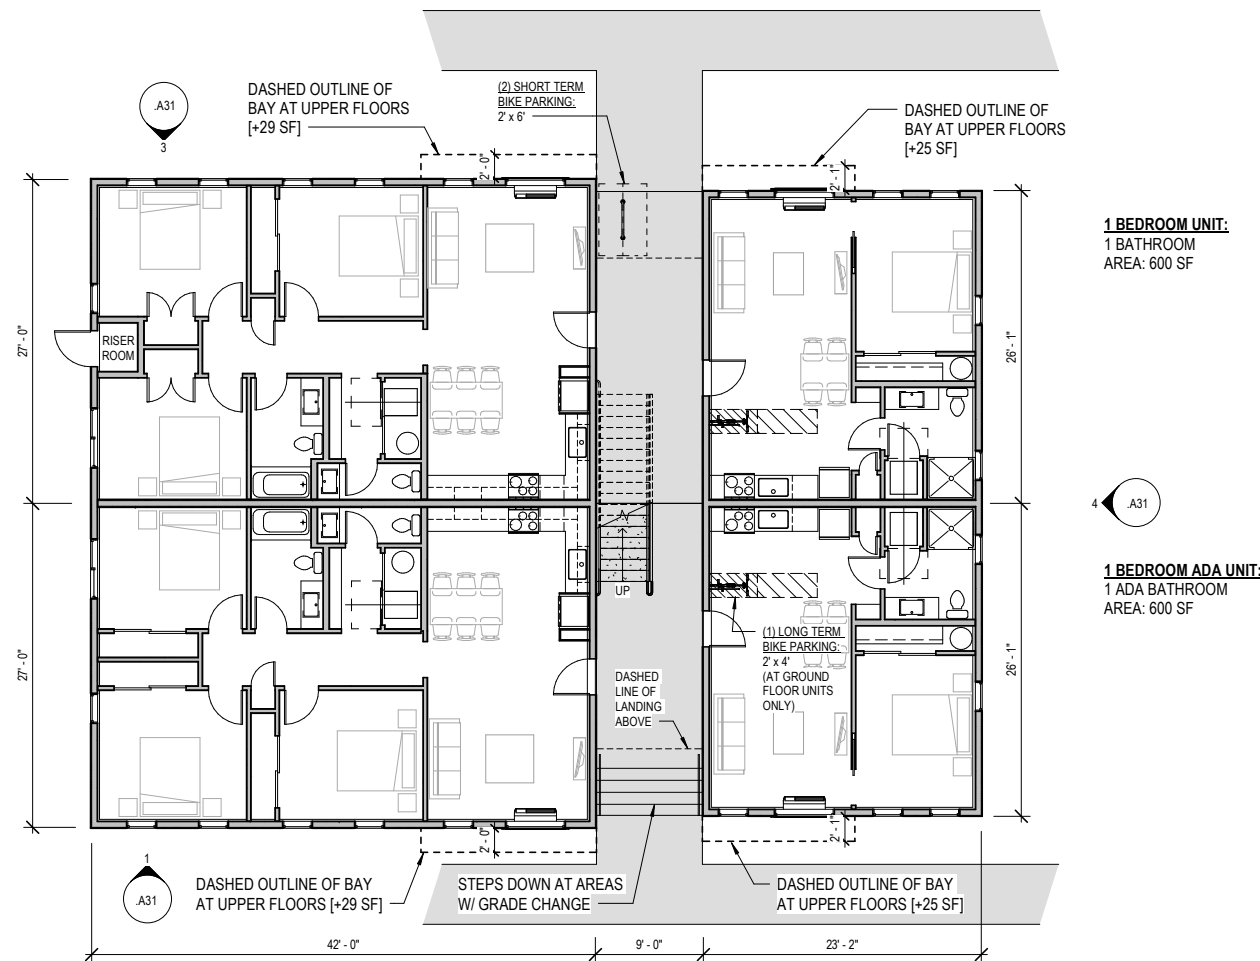 DASHED OUTLINE OF
BAY AT UPPER FLOORS
[+29 SF]
(2) SHORT TERM
BIKE PARKING:
2' x 6'
DASHED OUTLINE OF
BAY AT UPPER FLOORS
[+25 SF]
.A31
3
2' - 0"
2' - 1"
1 BEDROOM UNIT:
1 BATHROOM
AREA: 600 SF
27' - 0"
RISER
ROOM
26' - 1"
4
.A31
1 BEDROOM ADA UNIT:
1 ADA BATHROOM
AREA: 600 SF
UP
(1) LONG TERM
BIKE PARKING:
2' x 4'
(AT GROUND
FLOOR UNITS
ONLY)
27' - 0"
26' - 1"
DASHED
LINE OF
LANDING
ABOVE
2' - 0"
2' - 1"
1
.A31
DASHED OUTLINE OF BAY
AT UPPER FLOORS [+29 SF]
STEPS DOWN AT AREAS
W/ GRADE CHANGE
DASHED OUTLINE OF BAY
AT UPPER FLOORS [+25 SF]
42' - 0"
9' - 0"
23' - 2"